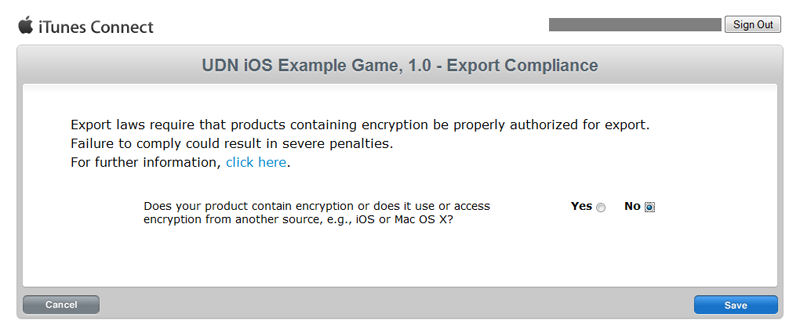 iTunes Connect
Sign Out
UDN iOS Example Game, 1.0 - Export Compliance
Export laws require that products containing encryption be properly authorized for export.
Failure to comply could result in severe penalties.
For further information, click here.
Does your product contain encryption or does it use or access
encryption from another source, e.g., iOS or Mac OS X?
Yes No
Cancel
Save